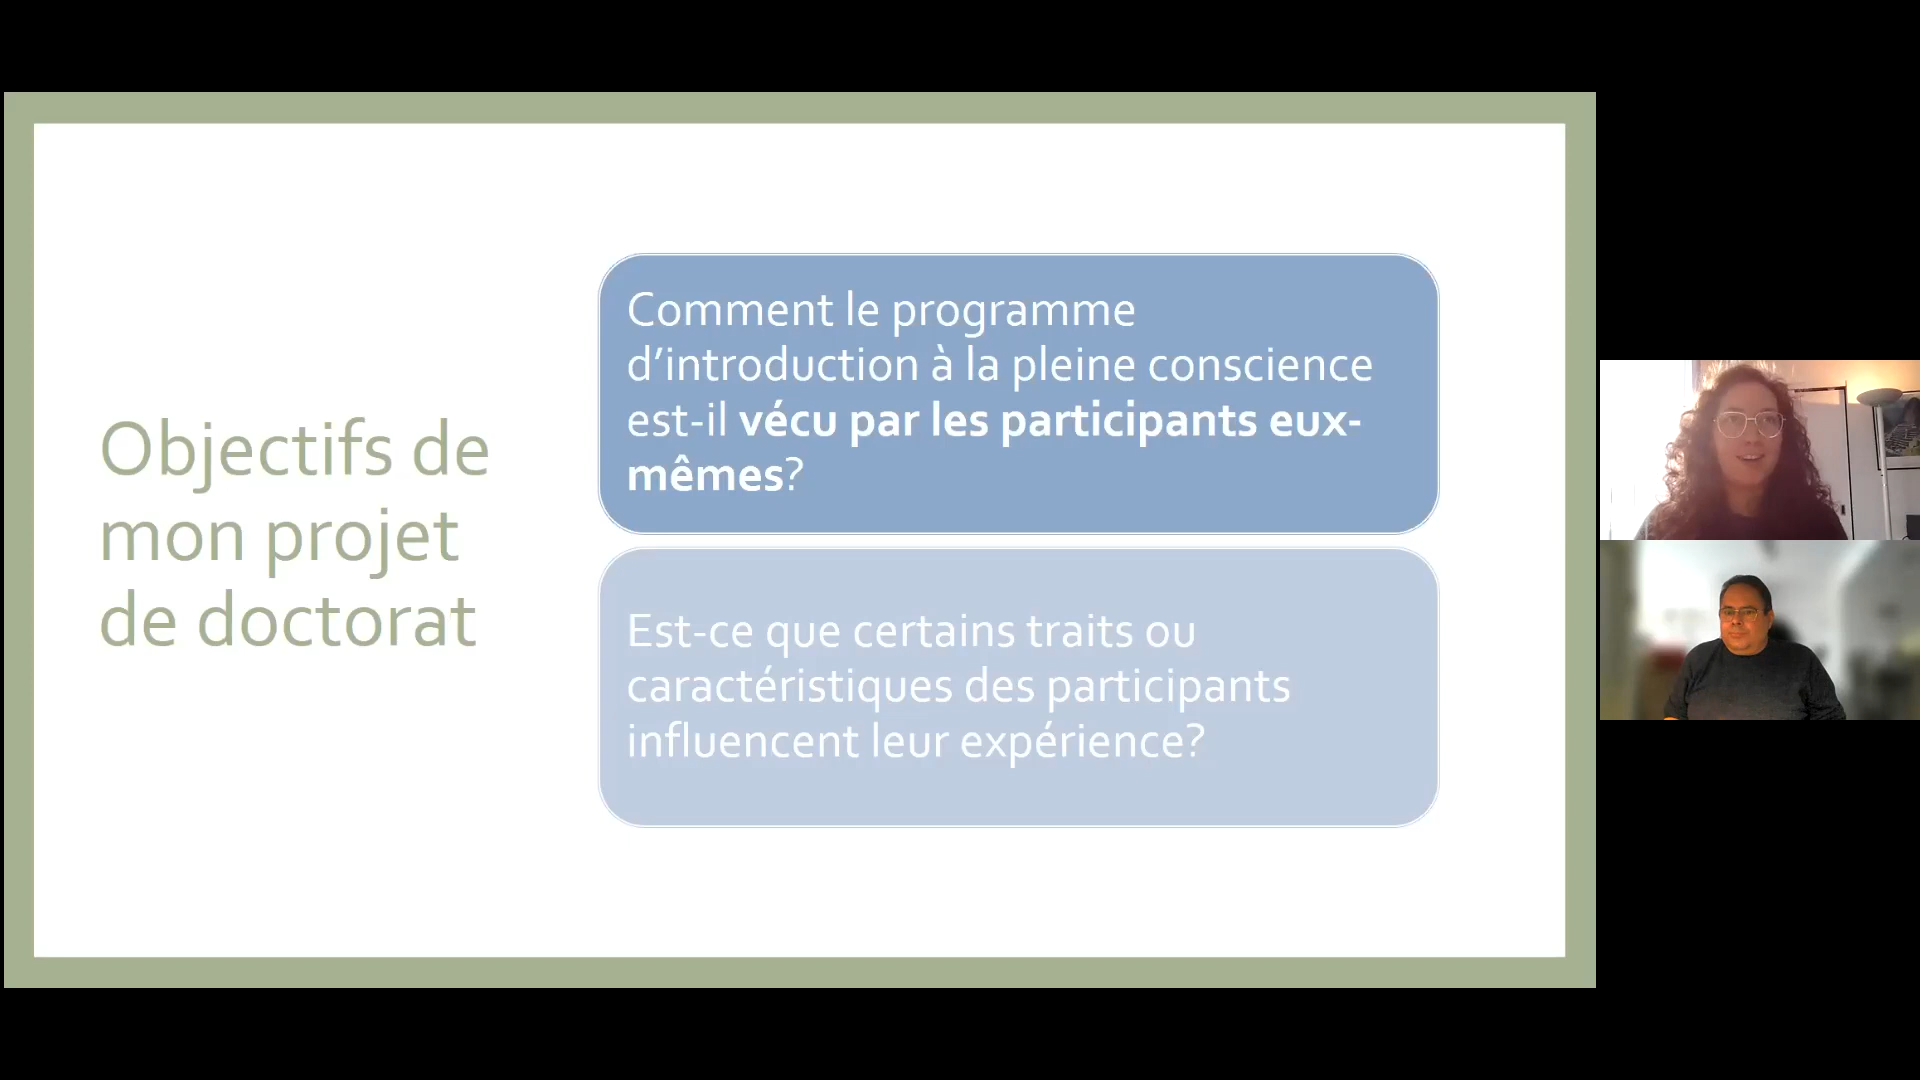 Objectifs de
mon projet
de doctorat
Comment le programme
d’introduction à la pleine conscience
est-il vécu par les participants eux-
mêmes?
Est-ce que certains traits ou
caractéristiques des participants
influencent leur expérience?